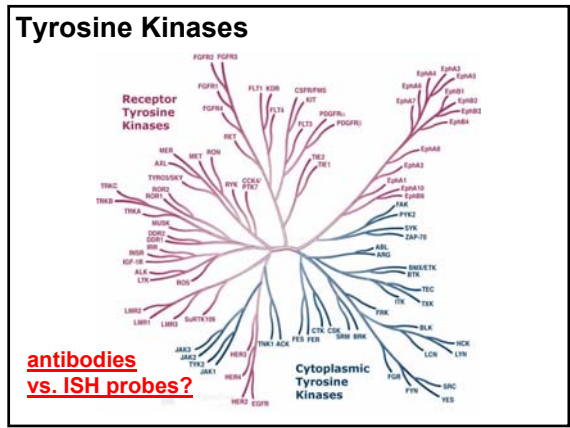 Tyrosine Kinases
FGFR2 FGFR3
EphA3
EphA4 EphA5
EphA6
FGFR1
FLT1 KDR
CSFR/FMS
EphB1
Receptor
Tyrosine
Kinases
KIT
EphA7
EphB2
FGFR4
FLT4
EphB3
PDGFRα
EphB4
FLT3
PDGFRβ
RET
MER
MET
RON
TIE2
EphA8
AXL
TIE1
TYRO3/SKY
CCK4/
PTK7
EphA2
TRKC
ROR2
RYK
EphA1
ROR1
EphA10
TRKB
EphB6
TRKA
FAK
MUSK
PYK2
DDR2
SYK
DDR1
ZAP-70
IRR
INSR
ABL
IGF-1R
ARG
ALK
BMX/ETK
BTK
LTK
ROS
TEC
ITK
TXK
LMR2
FRK
LMR1
LMR3
SuRTK106
BLK
CTK CSK
TNK1 ACK
FES FER
SRM BRK
HCK
JAK3
JAK2
LCN
LYN
HER3
TYK2
JAK1
antibodies
vs. ISH probes?
Cytoplasmic
Tyrosine
Kinases
HER4
FGR
SRC
FYN
HER2 EGFR
YES